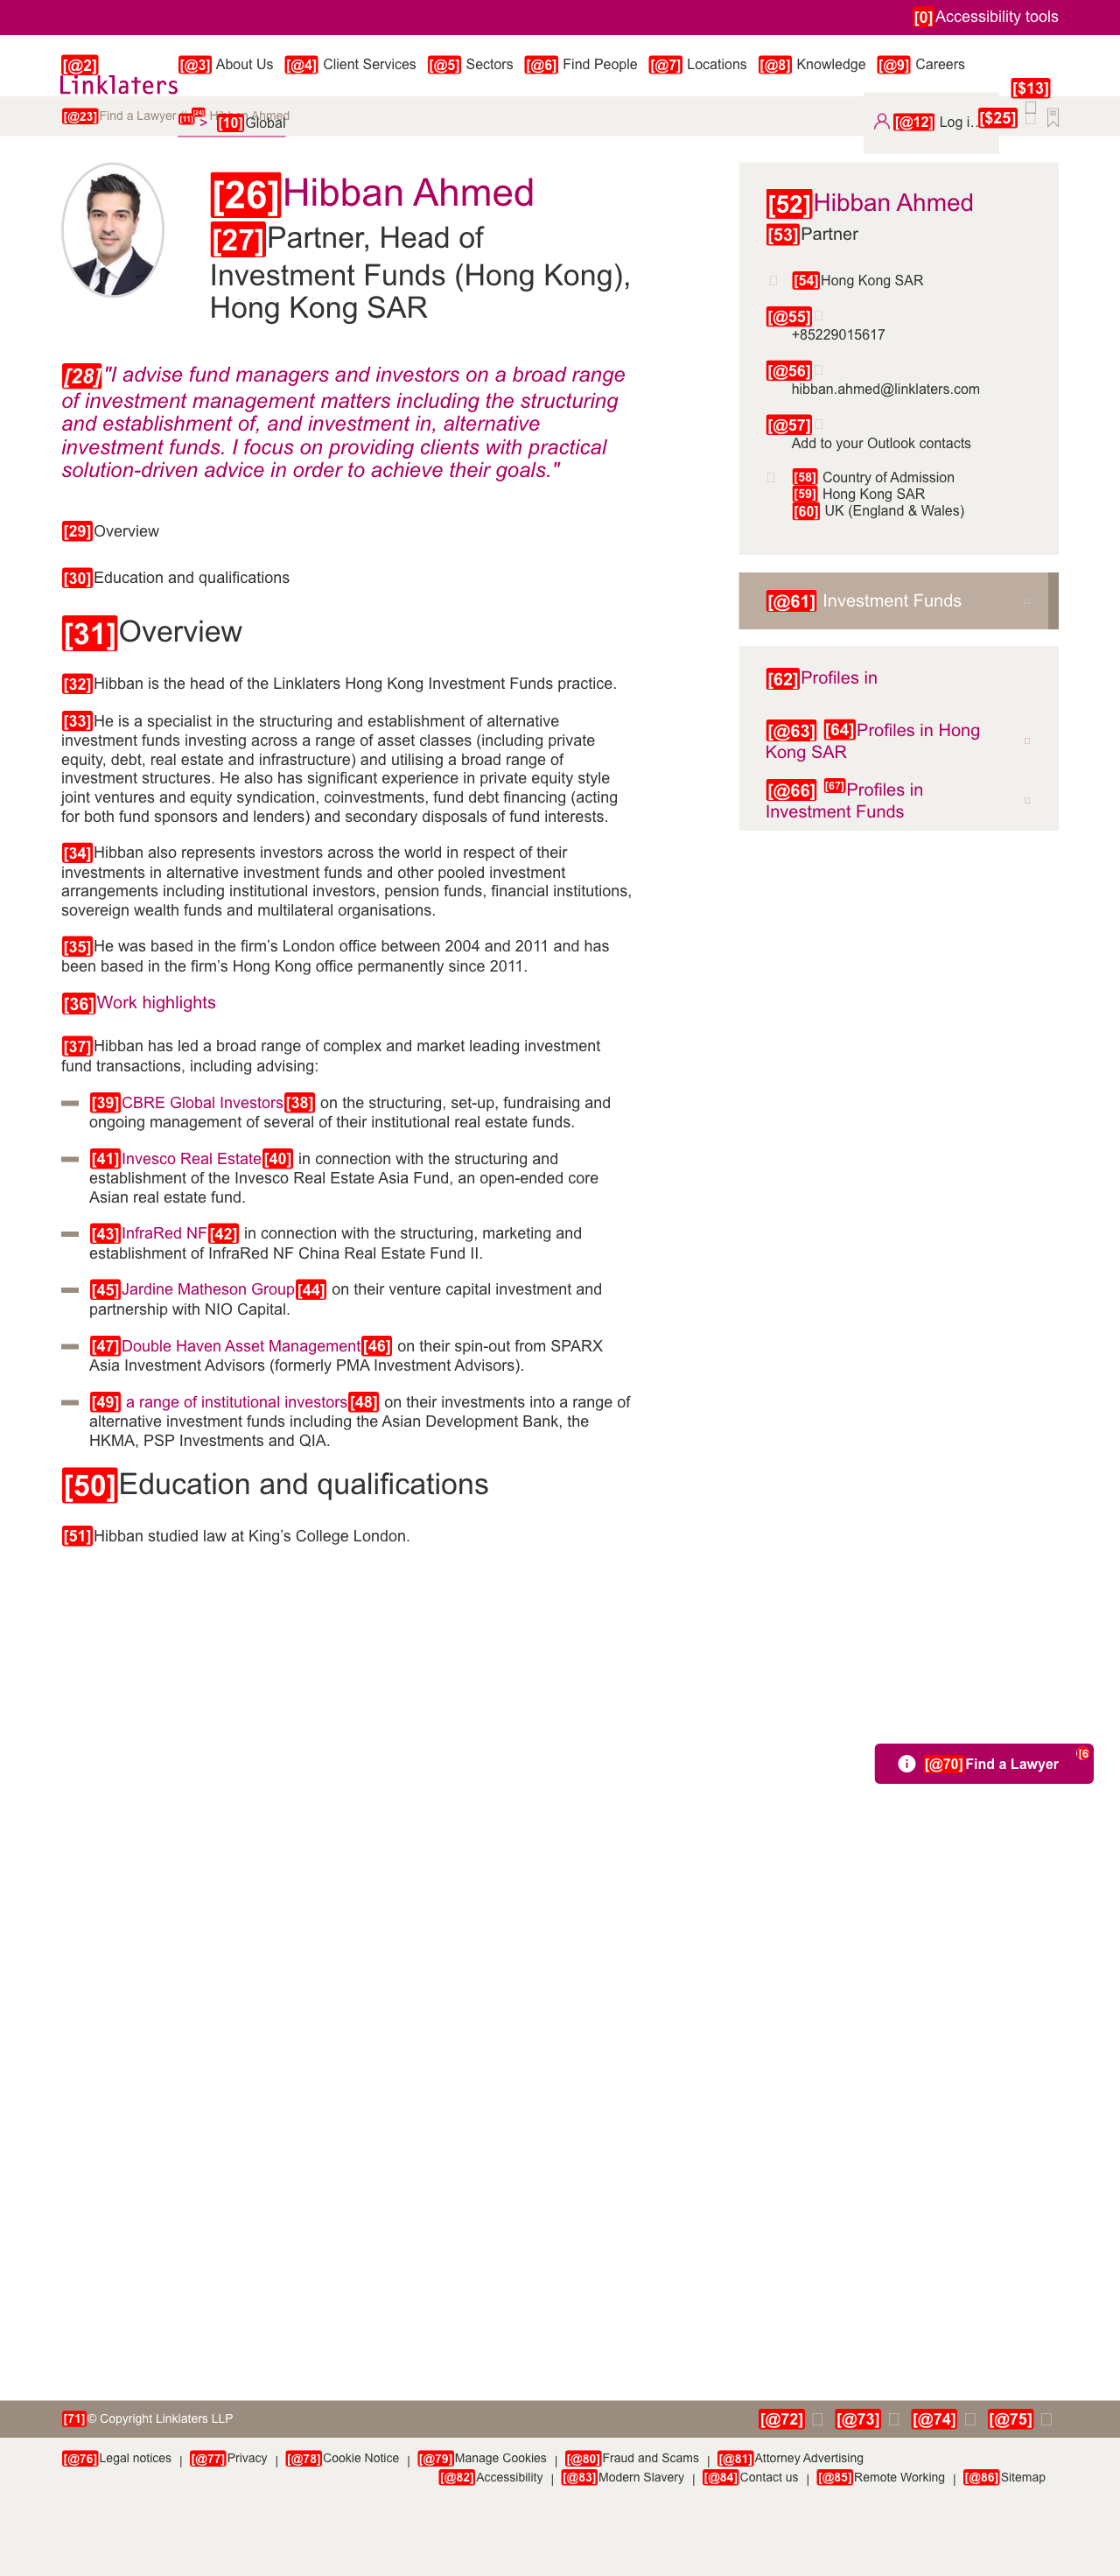 [0]Accessibility tools
[@2]
Linklaters
[@3] About Us [@4] Client Services [@5] Sectors [@6] Find People [@7] Locations [@8] Knowledge [@9] Careers
[$13]
[@23]Find a Lawyer [11] > [24] Hibban Ahmed
[10]Global
[@12] Log i...
[$25]
[26]Hibban Ahmed
[27]Partner, Head of
Investment Funds (Hong Kong),
Hong Kong SAR
[28]"I advise fund managers and investors on a broad range
of investment management matters including the structuring
and establishment of, and investment in, alternative
investment funds. I focus on providing clients with practical
solution-driven advice in order to achieve their goals."
[29]Overview
[30]Education and qualifications
[31]Overview
[32]Hibban is the head of the Linklaters Hong Kong Investment Funds practice.
[33]He is a specialist in the structuring and establishment of alternative
investment funds investing across a range of asset classes (including private
equity, debt, real estate and infrastructure) and utilising a broad range of
investment structures. He also has significant experience in private equity style
joint ventures and equity syndication, coinvestments, fund debt financing (acting
for both fund sponsors and lenders) and secondary disposals of fund interests.
[34]Hibban also represents investors across the world in respect of their
investments in alternative investment funds and other pooled investment
arrangements including institutional investors, pension funds, financial institutions,
sovereign wealth funds and multilateral organisations.
[35]He was based in the firm’s London office between 2004 and 2011 and has
been based in the firm’s Hong Kong office permanently since 2011.
[36]Work highlights
[37]Hibban has led a broad range of complex and market leading investment
fund transactions, including advising:
[39]CBRE Global Investors[38] on the structuring, set-up, fundraising and
ongoing management of several of their institutional real estate funds.
[41]Invesco Real Estate[40] in connection with the structuring and
establishment of the Invesco Real Estate Asia Fund, an open-ended core
Asian real estate fund.
[43]InfraRed NF[42] in connection with the structuring, marketing and
establishment of InfraRed NF China Real Estate Fund II.
[45]Jardine Matheson Group[44] on their venture capital investment and
partnership with NIO Capital.
[47]Double Haven Asset Management[46] on their spin-out from SPARX
Asia Investment Advisors (formerly PMA Investment Advisors).
[49] a range of institutional investors[48] on their investments into a range of
alternative investment funds including the Asian Development Bank, the
HKMA, PSP Investments and QIA.
[50]Education and qualifications
[51]Hibban studied law at King’s College London.
[52]Hibban Ahmed
[53]Partner
[54]Hong Kong SAR
[@55]
+85229015617
[@56]
hibban.ahmed@linklaters.com
[@57]
Add to your Outlook contacts
[58] Country of Admission
[59] Hong Kong SAR
[60] UK (England & Wales)
[@61] Investment Funds
[62]Profiles in
[@63] [64]Profiles in Hong
Kong SAR
[@66] [67]Profiles in
Investment Funds
[@70]Find a Lawyer
[71]© Copyright Linklaters LLP
[@72] [@73] [@74] [@75]
[@76]Legal notices | [@77]Privacy | [@78]Cookie Notice | [@79]Manage Cookies | [@80]Fraud and Scams | [@81]Attorney Advertising
[@82]Accessibility | [@83]Modern Slavery | [@84]Contact us | [@85]Remote Working | [@86]Sitemap